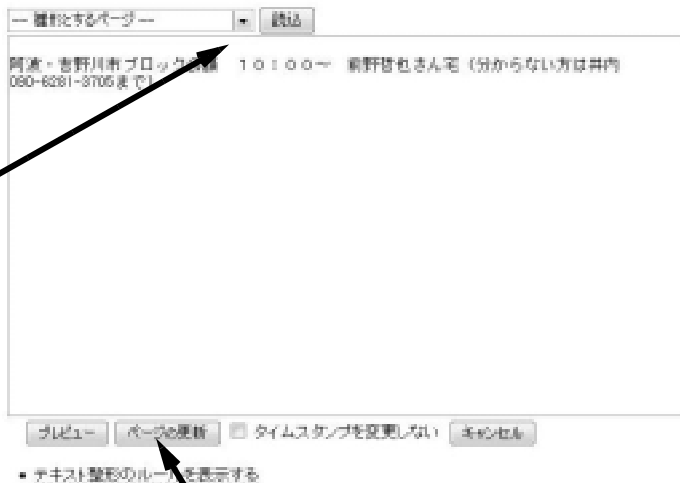 -- 雛形とするページ -- 読込
阿波・吉野川市ブロック 10:00~ 前野哲也さん宅(分からない方は井内
090-6281-3705まで)
プレビュー ページの更新 タイムスタンプを変更しない キャンセル
• テキスト整形のルールを表示する